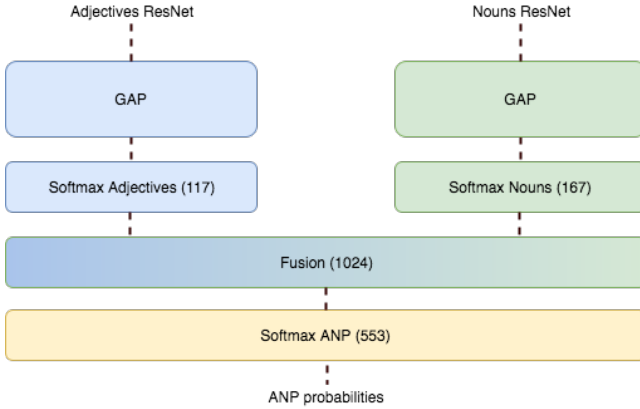 Adjectives ResNet
Nouns ResNet
GAP
GAP
Softmax Adjectives (117)
Softmax Nouns (167)
Fusion (1024)
Softmax ANP (553)
ANP probabilities